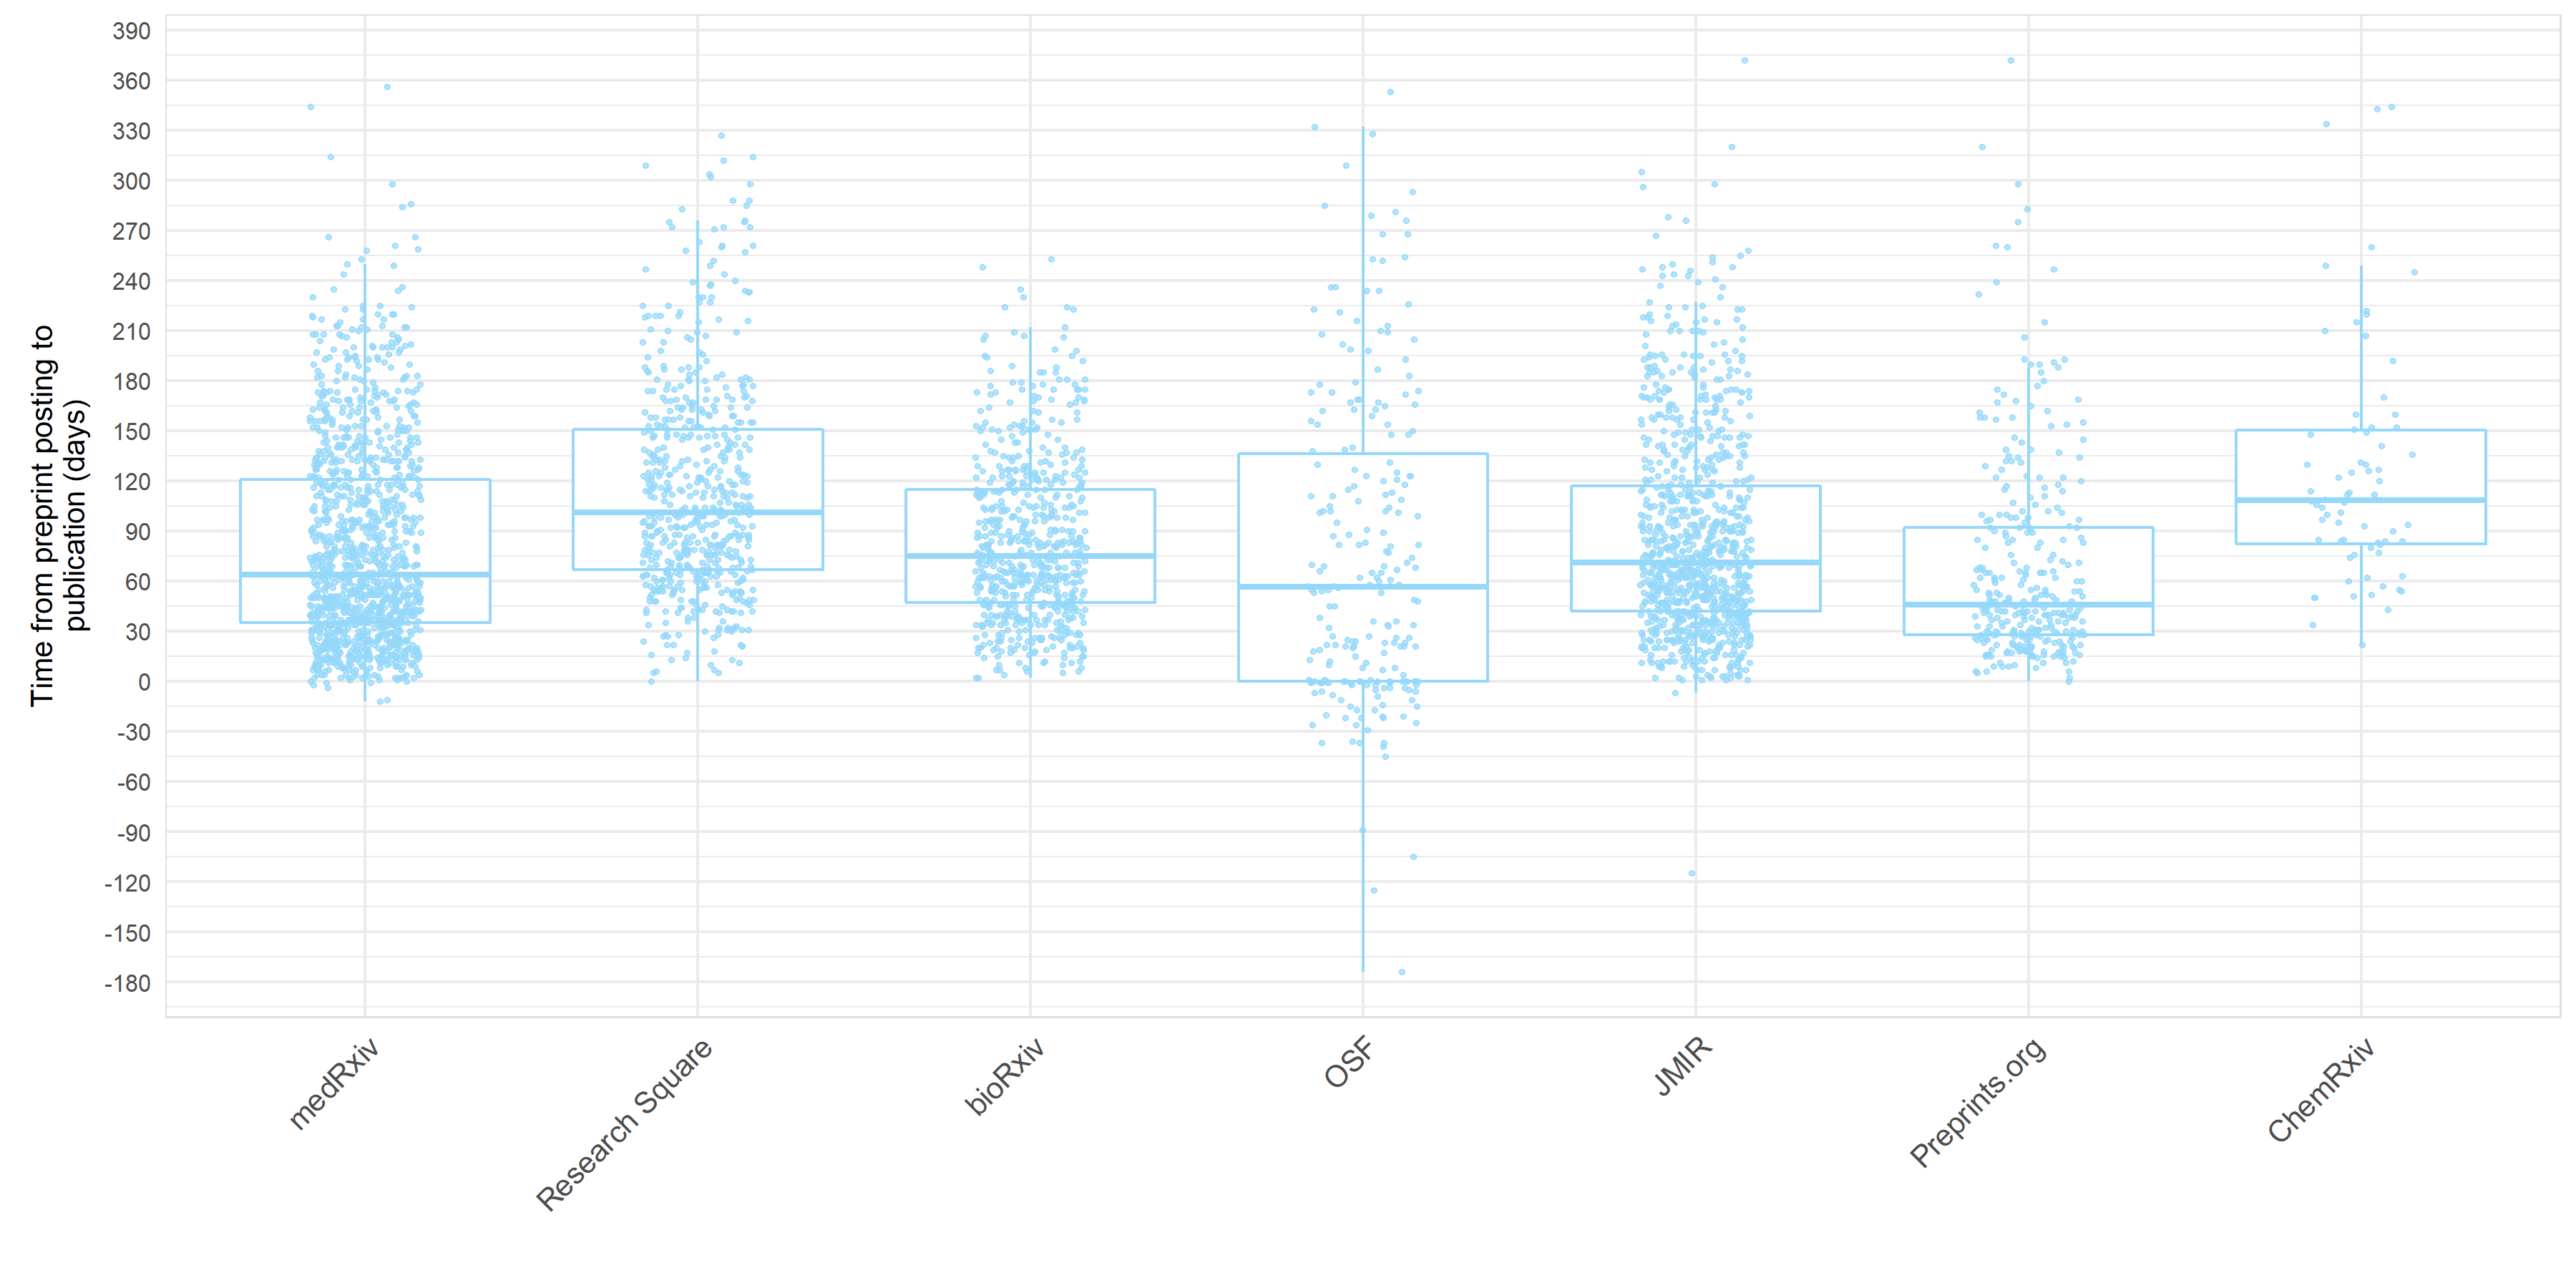 Time from preprint posting to
publication (days)
390
360
330
300
270
240
210
180
150
120
90
60
30
0
-30
-60
-90
-120
-150
-180
medRxiv
Research Square
bioRxiv
OSF
JMIR
Preprints.org
ChemRxiv